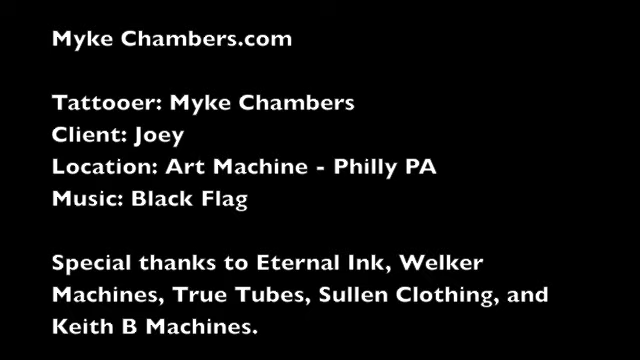 Myke Chambers.com
Tattooer: Myke Chambers
Client: Joey
Location: Art Machine - Philly PA
Music: Black Flag
Special thanks to Eternal Ink, Welker
Machines, True Tubes, Sullen Clothing, and
Keith B Machines.